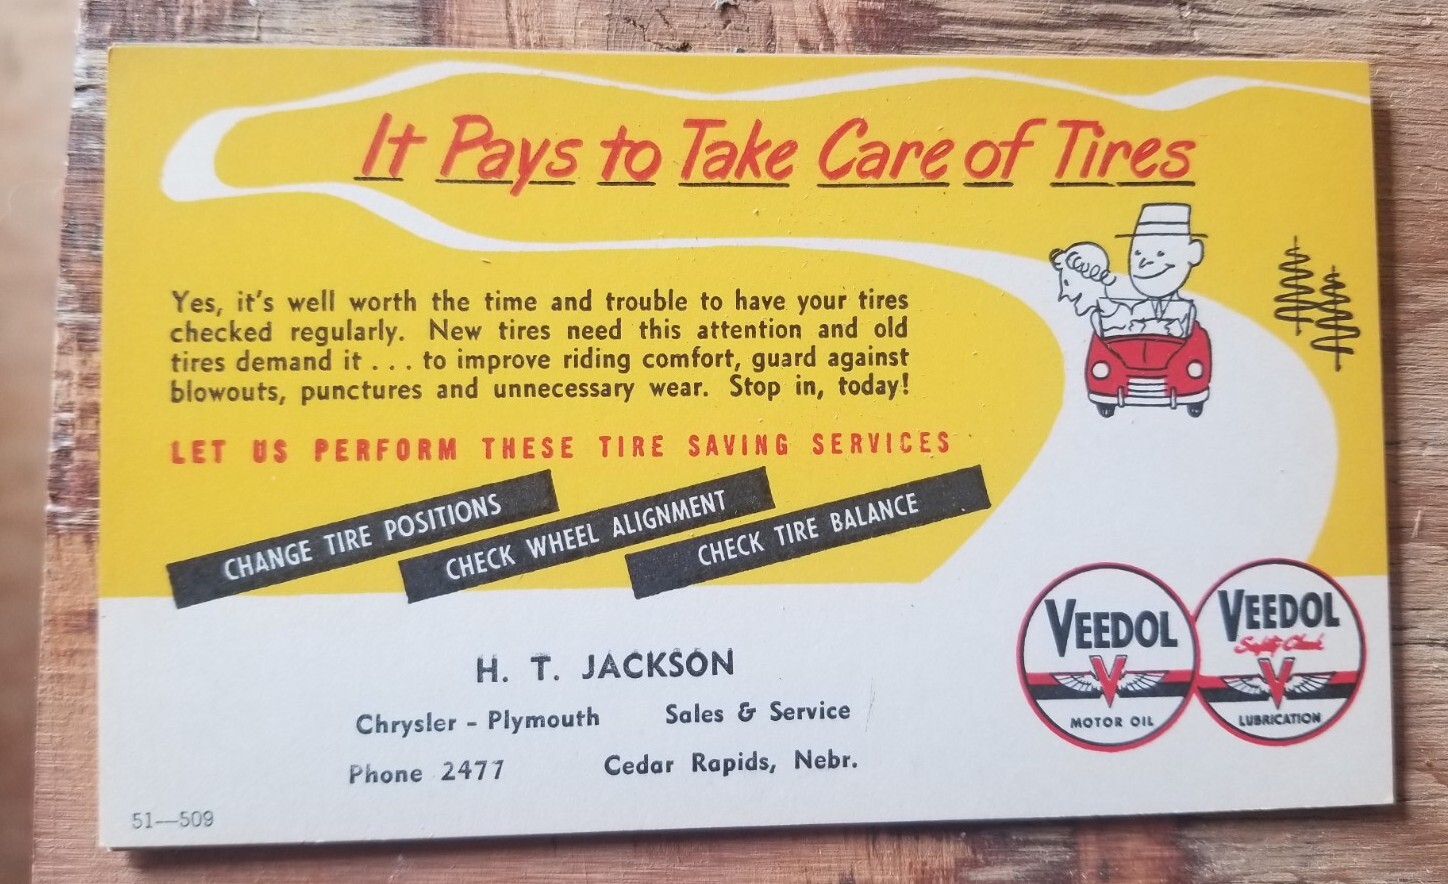 It Pays to Take Care of Tires
Yes, it's well worth the time and trouble to have your tires
checked regularly. New tires need this attention and old
tires demand it . . . to improve riding comfort, guard against
blowouts, punctures and unnecessary wear. Stop in, today!
LET US PERFORM THESE TIRE SAVING SERVICES
CHANGE TIRE POSITIONS
CHECK WHEEL ALIGNMENT
CHECK TIRE BALANCE
H. T. JACKSON
Chrysler - Plymouth Sales & Service
Phone 2477 Cedar Rapids, Nebr.
51—509
VEEDOL
V
MOTOR OIL
VEEDOL
Safety-Check
V
LUBRICATION